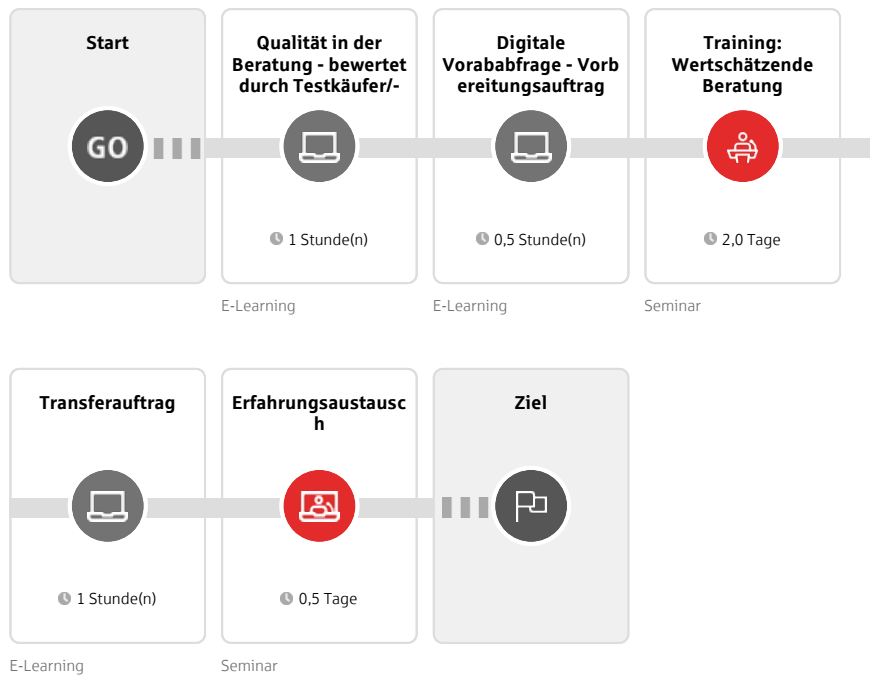 Start
GO
Qualität in der
Beratung - bewertet
durch Testkäufer/-
1 Stunde(n)
E-Learning
Digitale
Vorababfrage - Vorb
ereitungsauftrag
0,5 Stunde(n)
E-Learning
Training:
Wertschätzende
Beratung
2,0 Tage
Seminar
Transferauftrag
1 Stunde(n)
E-Learning
Erfahrungsaustausc
h
0,5 Tage
Seminar
Ziel